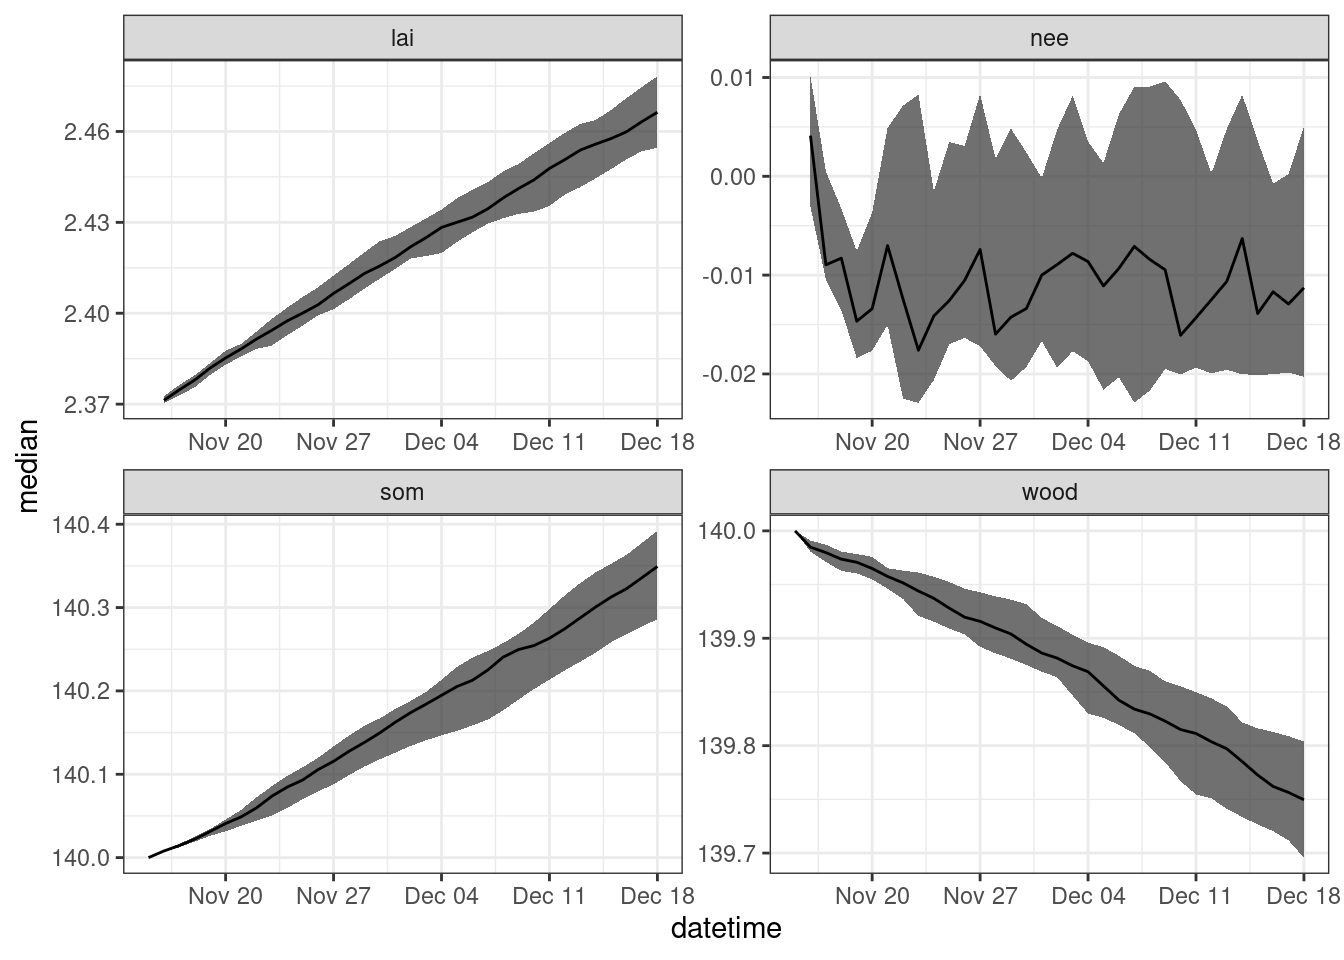 lai
nee
2.46
2.43
2.40
2.37
0.01
0.00
-0.01
-0.02
Nov 20 Nov 27 Dec 04 Dec 11 Dec 18
Nov 20 Nov 27 Dec 04 Dec 11 Dec 18
median
som
wood
140.4
140.3
140.2
140.1
140.0
140.0
139.9
139.8
139.7
Nov 20 Nov 27 Dec 04 Dec 11 Dec 18
Nov 20 Nov 27 Dec 04 Dec 11 Dec 18
datetime